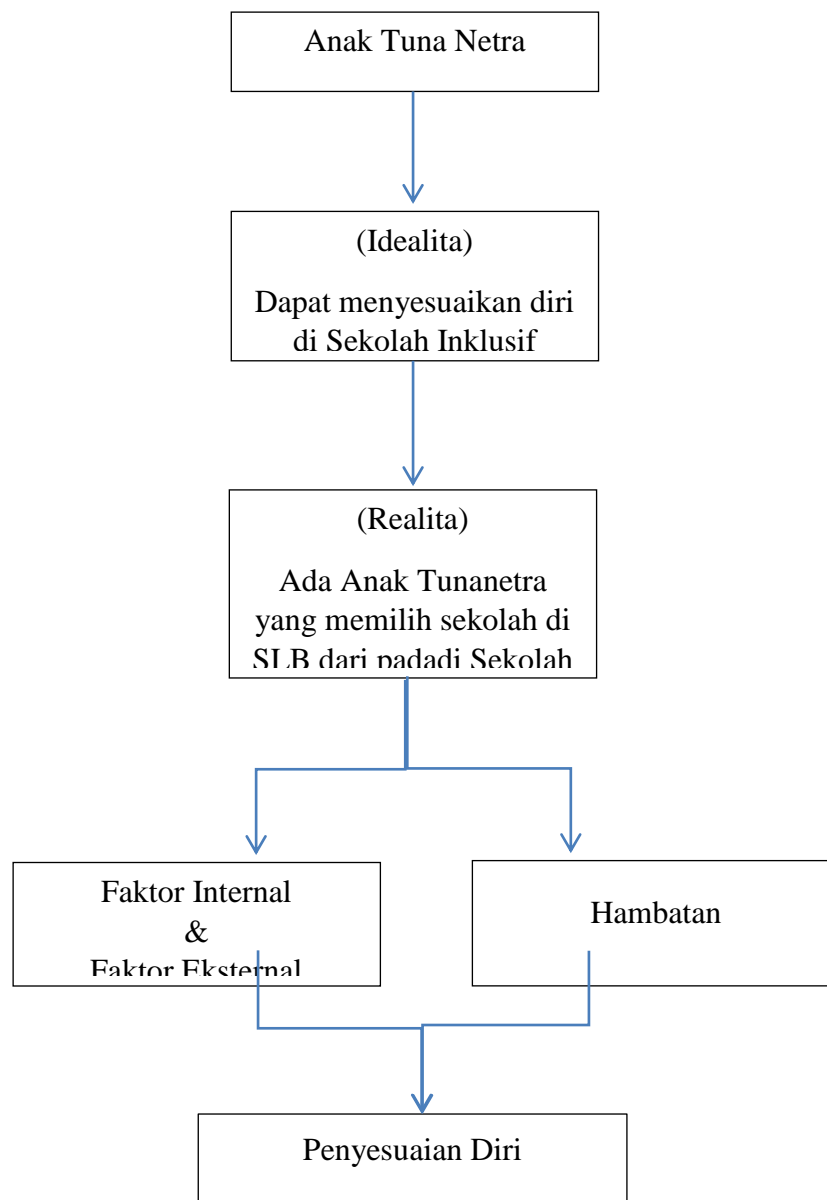 Anak Tuna Netra
(Idealita)
Dapat menyesuaikan diri
di Sekolah Inklusif
(Realita)
Ada Anak Tunanetra
yang memilih sekolah di
SLB dari padadi Sekolah
Faktor Internal
&
Faktor Eksternal
Hambatan
Penyesuaian Diri